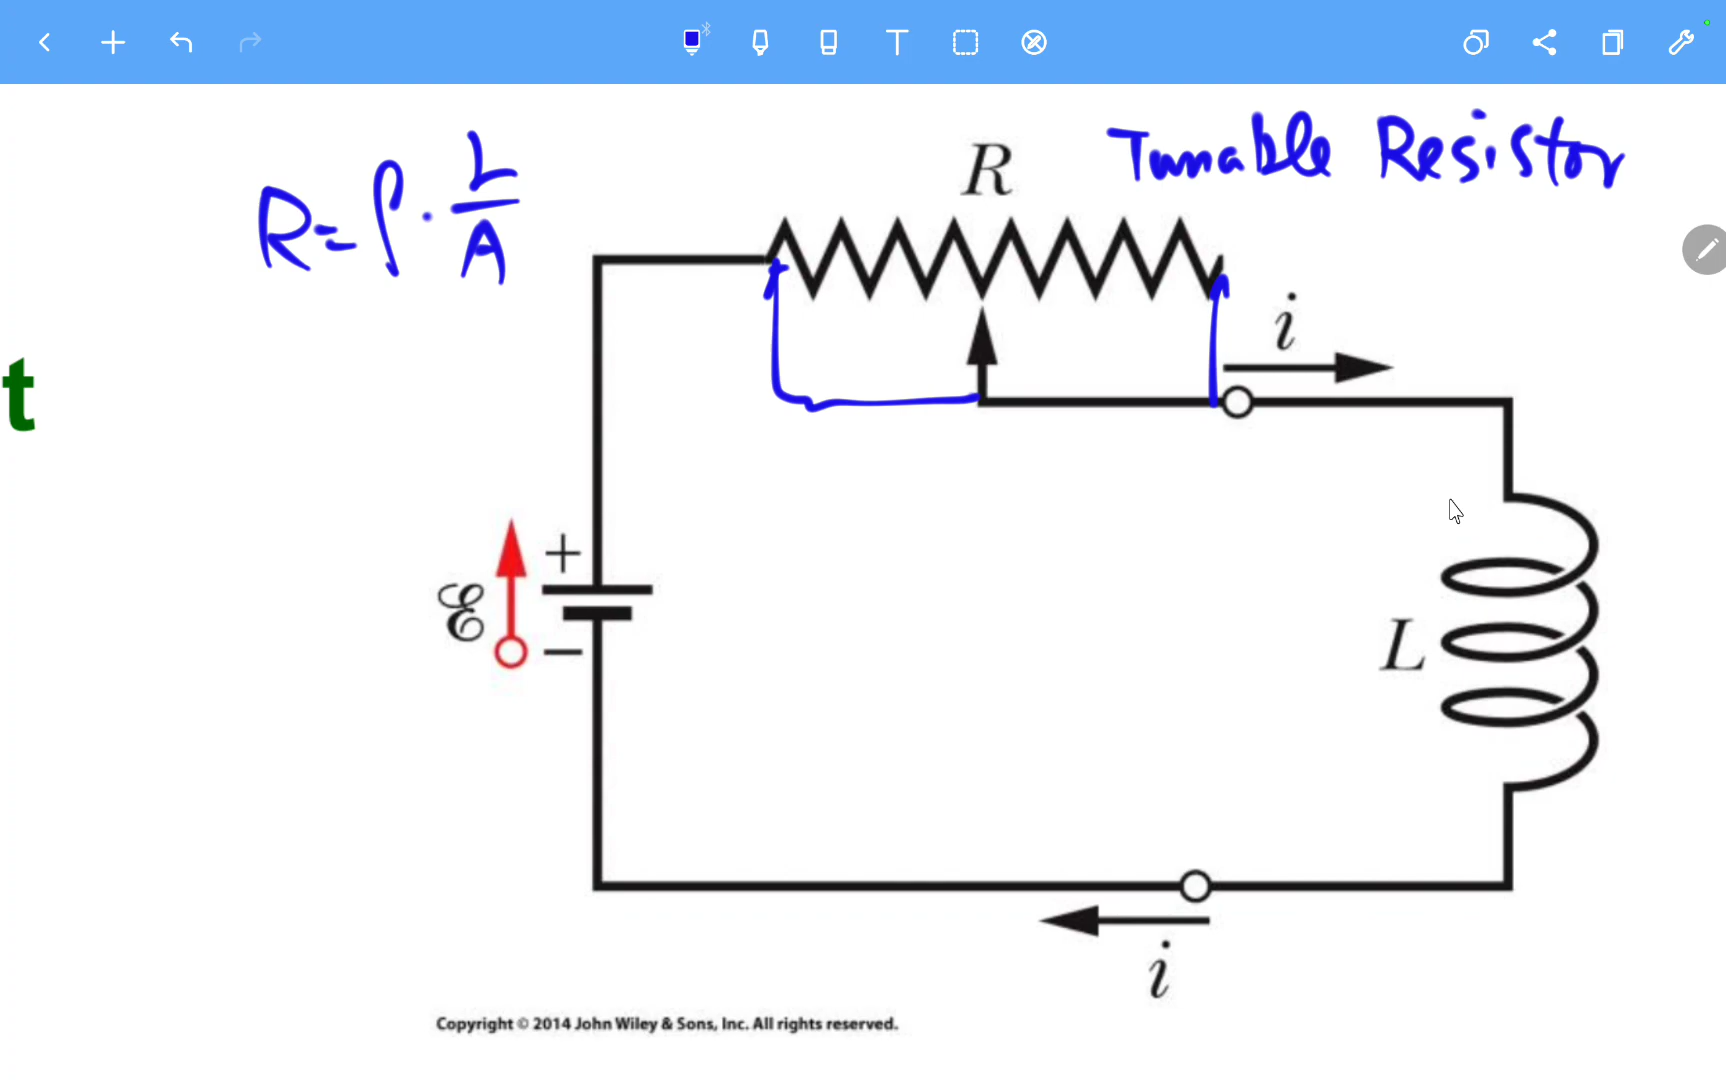 Tunable Resistor
R = ρ · L/A
R
i
t
+
ℰ
−
L
i
Copyright © 2014 John Wiley & Sons, Inc. All rights reserved.